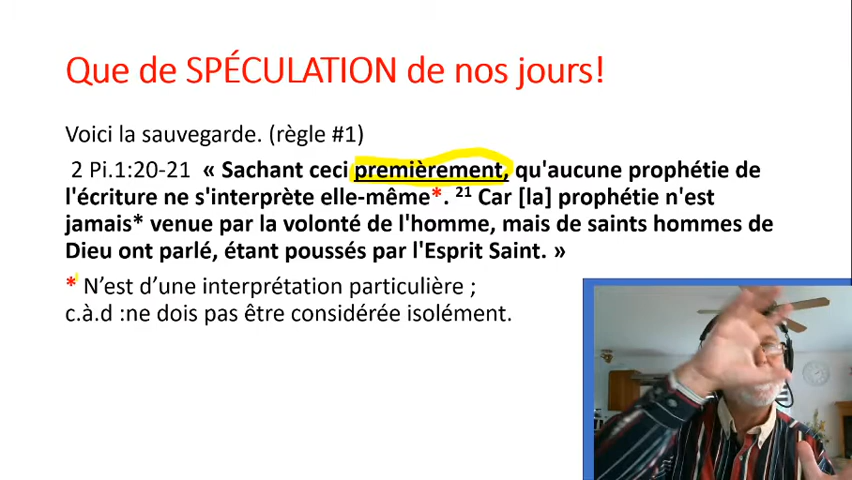 Que de SPÉCULATION de nos jours!
Voici la sauvegarde. (règle #1)
2 Pi.1:20-21 « Sachant ceci premièrement, qu'aucune prophétie de
l'écriture ne s'interprète elle-même*. 21 Car [la] prophétie n'est
jamais* venue par la volonté de l'homme, mais de saints hommes de
Dieu ont parlé, étant poussés par l'Esprit Saint. »
* N’est d’une interprétation particulière ;
c.à.d :ne dois pas être considérée isolément.